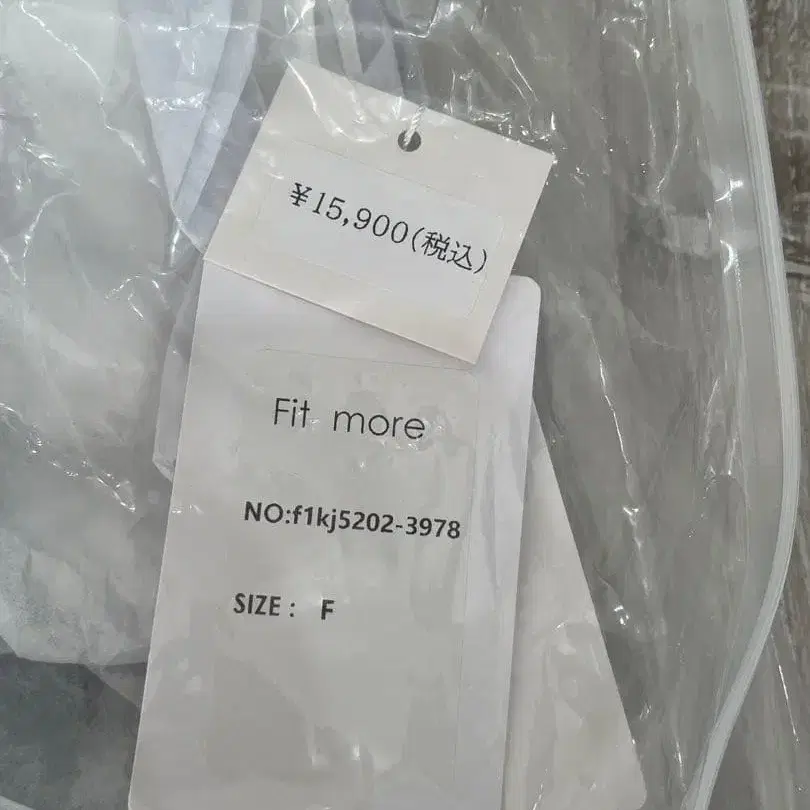 ¥15,900(税込)
Fit more
NO:f1kj5202-3978
SIZE : F